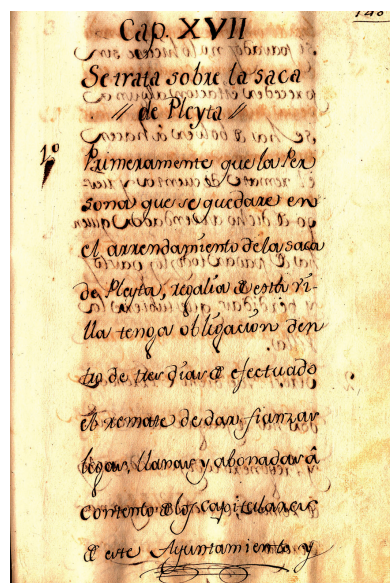 148
Cap. XVII
Se trata sobre la saca
de Pleyta
1º
Primeramente que la Per
sona que se quedare en
el arrendamiento de la saca
de Pleyta, regalia de esta vi-
lla tenga obligacion den
tro de tres dias de efectuado
el remate de dar fianzas
legas, llanas y abonadas â
contento de los capitulares
de este Ayuntamiento y